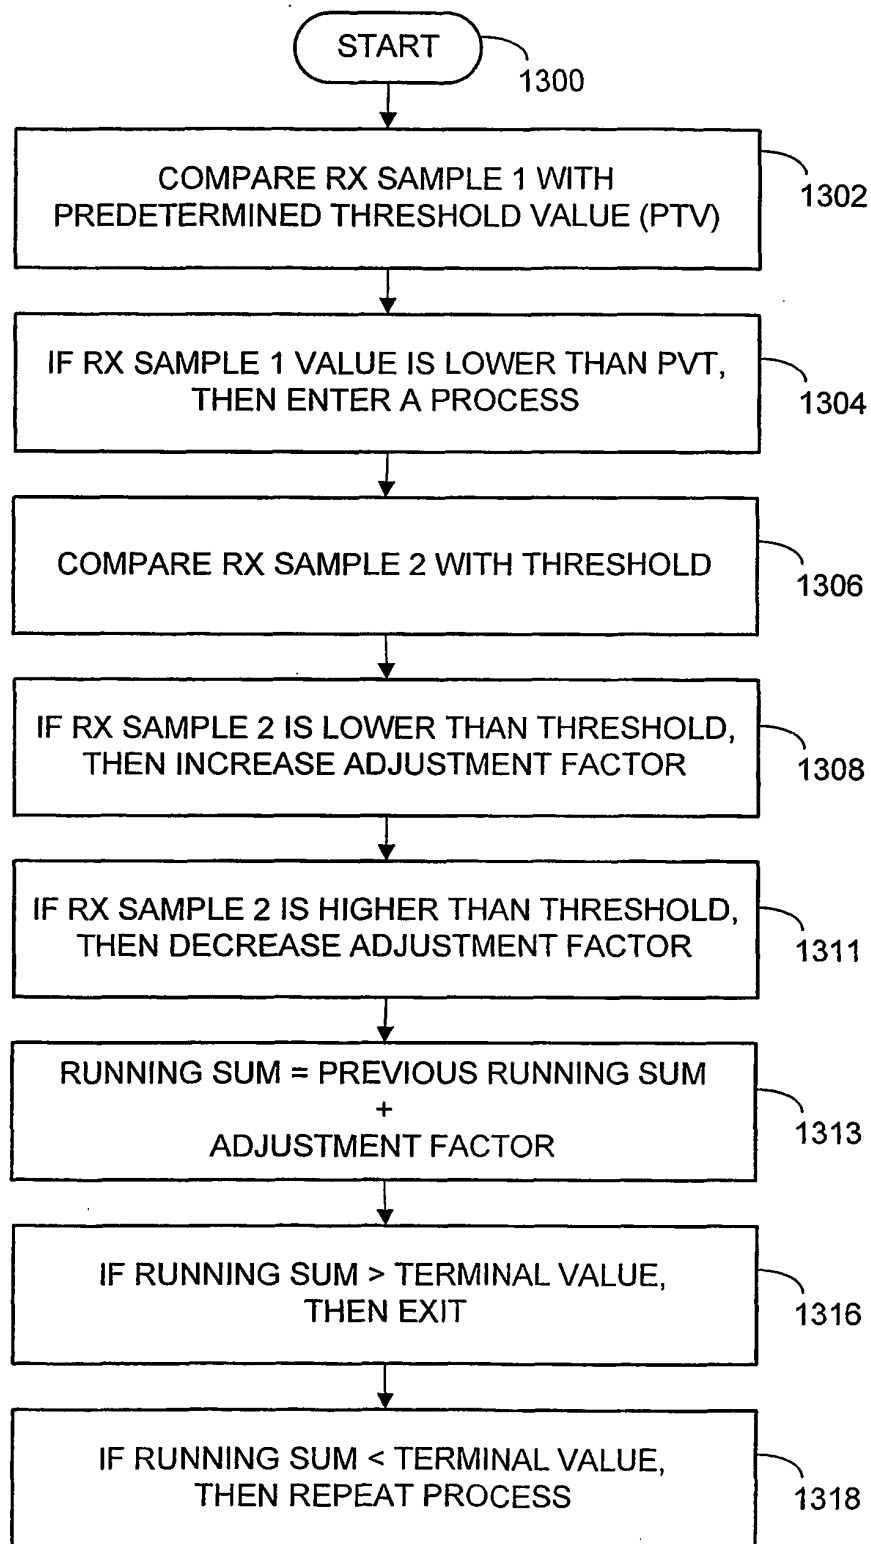 START
1300
COMPARE RX SAMPLE 1 WITH
PREDETERMINED THRESHOLD VALUE (PTV)
1302
IF RX SAMPLE 1 VALUE IS LOWER THAN PVT,
THEN ENTER A PROCESS
1304
COMPARE RX SAMPLE 2 WITH THRESHOLD
1306
IF RX SAMPLE 2 IS LOWER THAN THRESHOLD,
THEN INCREASE ADJUSTMENT FACTOR
1308
IF RX SAMPLE 2 IS HIGHER THAN THRESHOLD,
THEN DECREASE ADJUSTMENT FACTOR
1311
RUNNING SUM = PREVIOUS RUNNING SUM
+
ADJUSTMENT FACTOR
1313
IF RUNNING SUM > TERMINAL VALUE,
THEN EXIT
1316
IF RUNNING SUM < TERMINAL VALUE,
THEN REPEAT PROCESS
1318